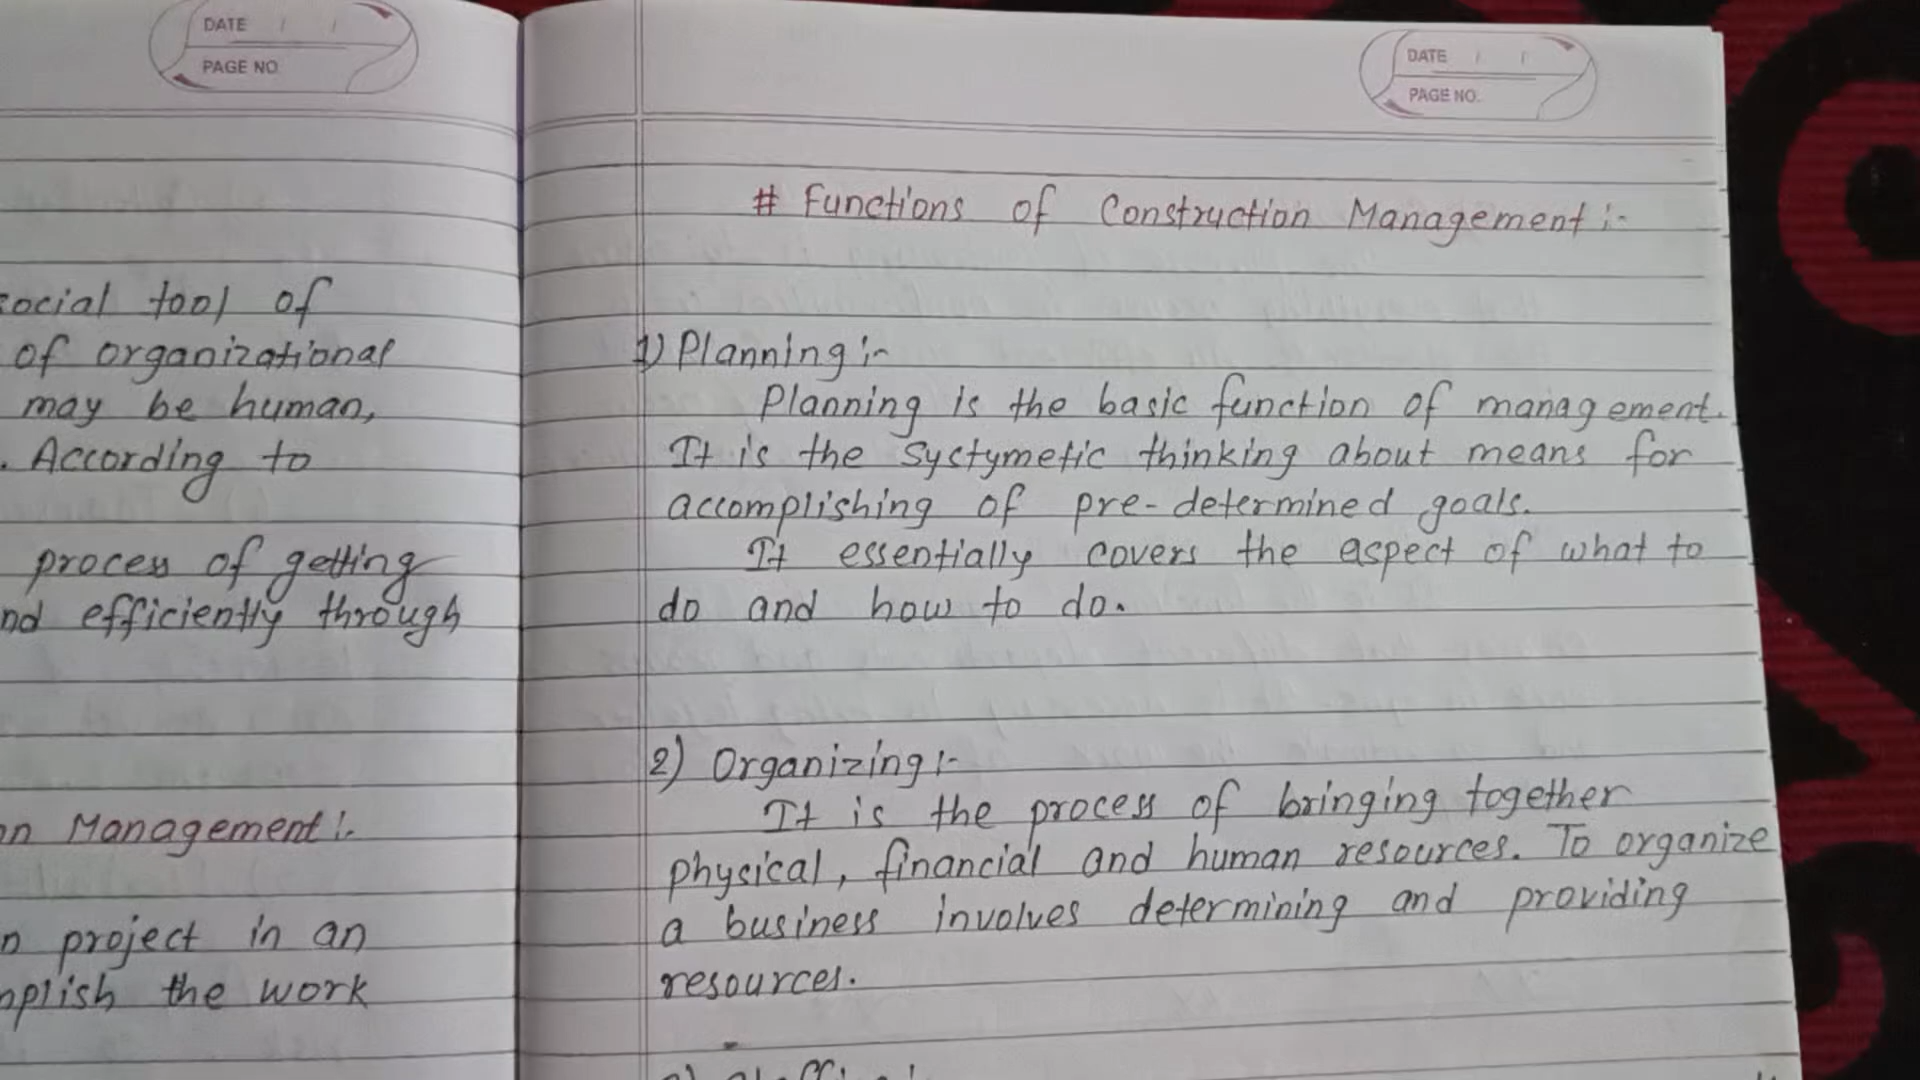 DATE / /
PAGE NO
social tool of
of organizational
may be human,
. According to
process of getting
nd efficiently through
on Management :-
n project in an
mplish the work
DATE / /
PAGE NO.
# Functions of Construction Management :-
1) Planning :-
Planning is the basic function of management.
It is the Systymetic thinking about means for
accomplishing of pre-determined goals.
It essentially covers the aspect of what to
do and how to do.
2) Organizing :-
It is the process of bringing together
physical, financial and human resources. To organize
a business involves determining and providing
resources.